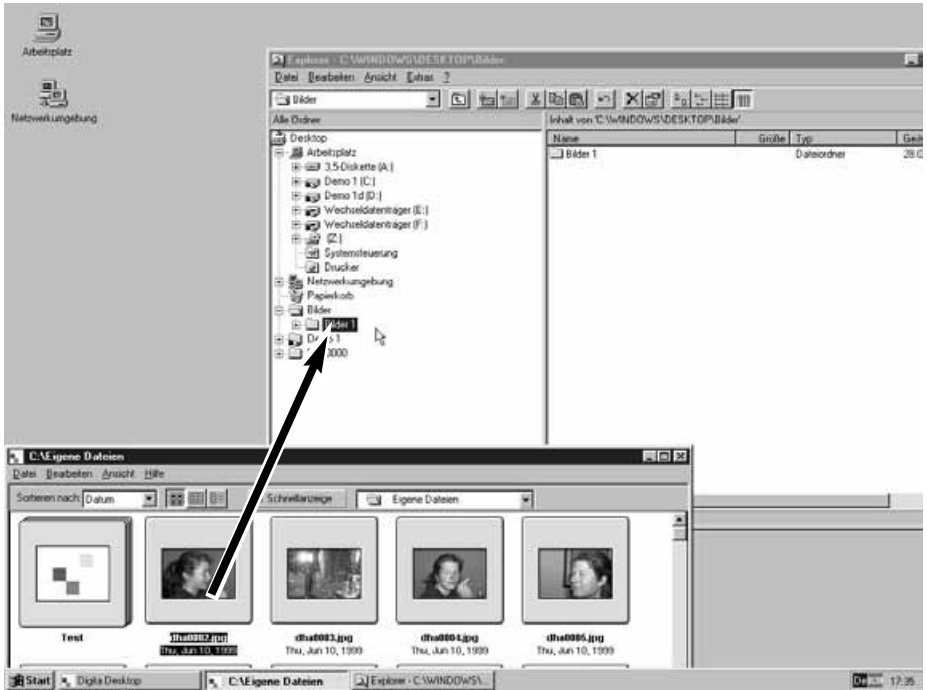 Arbeitsplatz
Netzwerkumgebung
Explorer - C:\WINDOWS\DESKTOP\Bilder
Datei Bearbeiten Ansicht Extras ?
Bilder
Alle Ordner
Inhalt von 'C:\WINDOWS\DESKTOP\Bilder'
Name Größe Typ
Desktop
Arbeitsplatz
3,5-Diskette (A:)
Demo 1 (C:)
Demo 1d (D:)
Wechseldatenträger (E:)
Wechseldatenträger (F:)
(Z:)
Systemsteuerung
Drucker
Netzwerkumgebung
Papierkorb
Bilder
Bilder 1
Bilder 1 Dateiordner
C:\Eigene Dateien
Datei Bearbeiten Ansicht Hilfe
Sortieren nach: Datum
Schnellanzeige
Eigene Dateien
Test
dha0002.jpg
Thu, Jun 10, 1999
dha0003.jpg
Thu, Jun 10, 1999
dha0004.jpg
Thu, Jun 10, 1999
dha0005.jpg
Thu, Jun 10, 1999
Start
Digita Desktop
C:\Eigene Dateien
Explorer - C:\WINDOWS\...
De
17:35